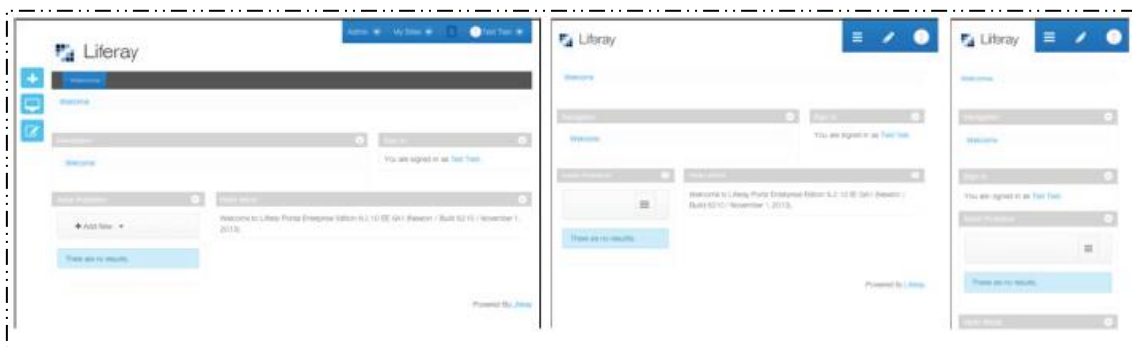 Liferay
Admin My Sites Test Test
Welcome
Welcome
Navigation
Sign In
Welcome
You are signed in as Test Test.
Asset Publisher
Hello World
Add New
Welcome to Liferay Portal Enterprise Edition 6.2.10 EE GA1 (Newton /
Build 6210 / November 1,
2013).
There are no results.
Powered By Liferay
Liferay
Welcome
Navigation
Sign In
Welcome
You are signed in as Test Test.
Asset Publisher
Hello World
Welcome to Liferay Portal Enterprise Edition 6.2.10 EE GA1 (Newton /
Build 6210 / November 1, 2013).
There are no results.
Powered By Liferay
Liferay
Welcome
Navigation
Welcome
Sign In
You are signed in as Test Test.
Asset Publisher
There are no results.
Hello World